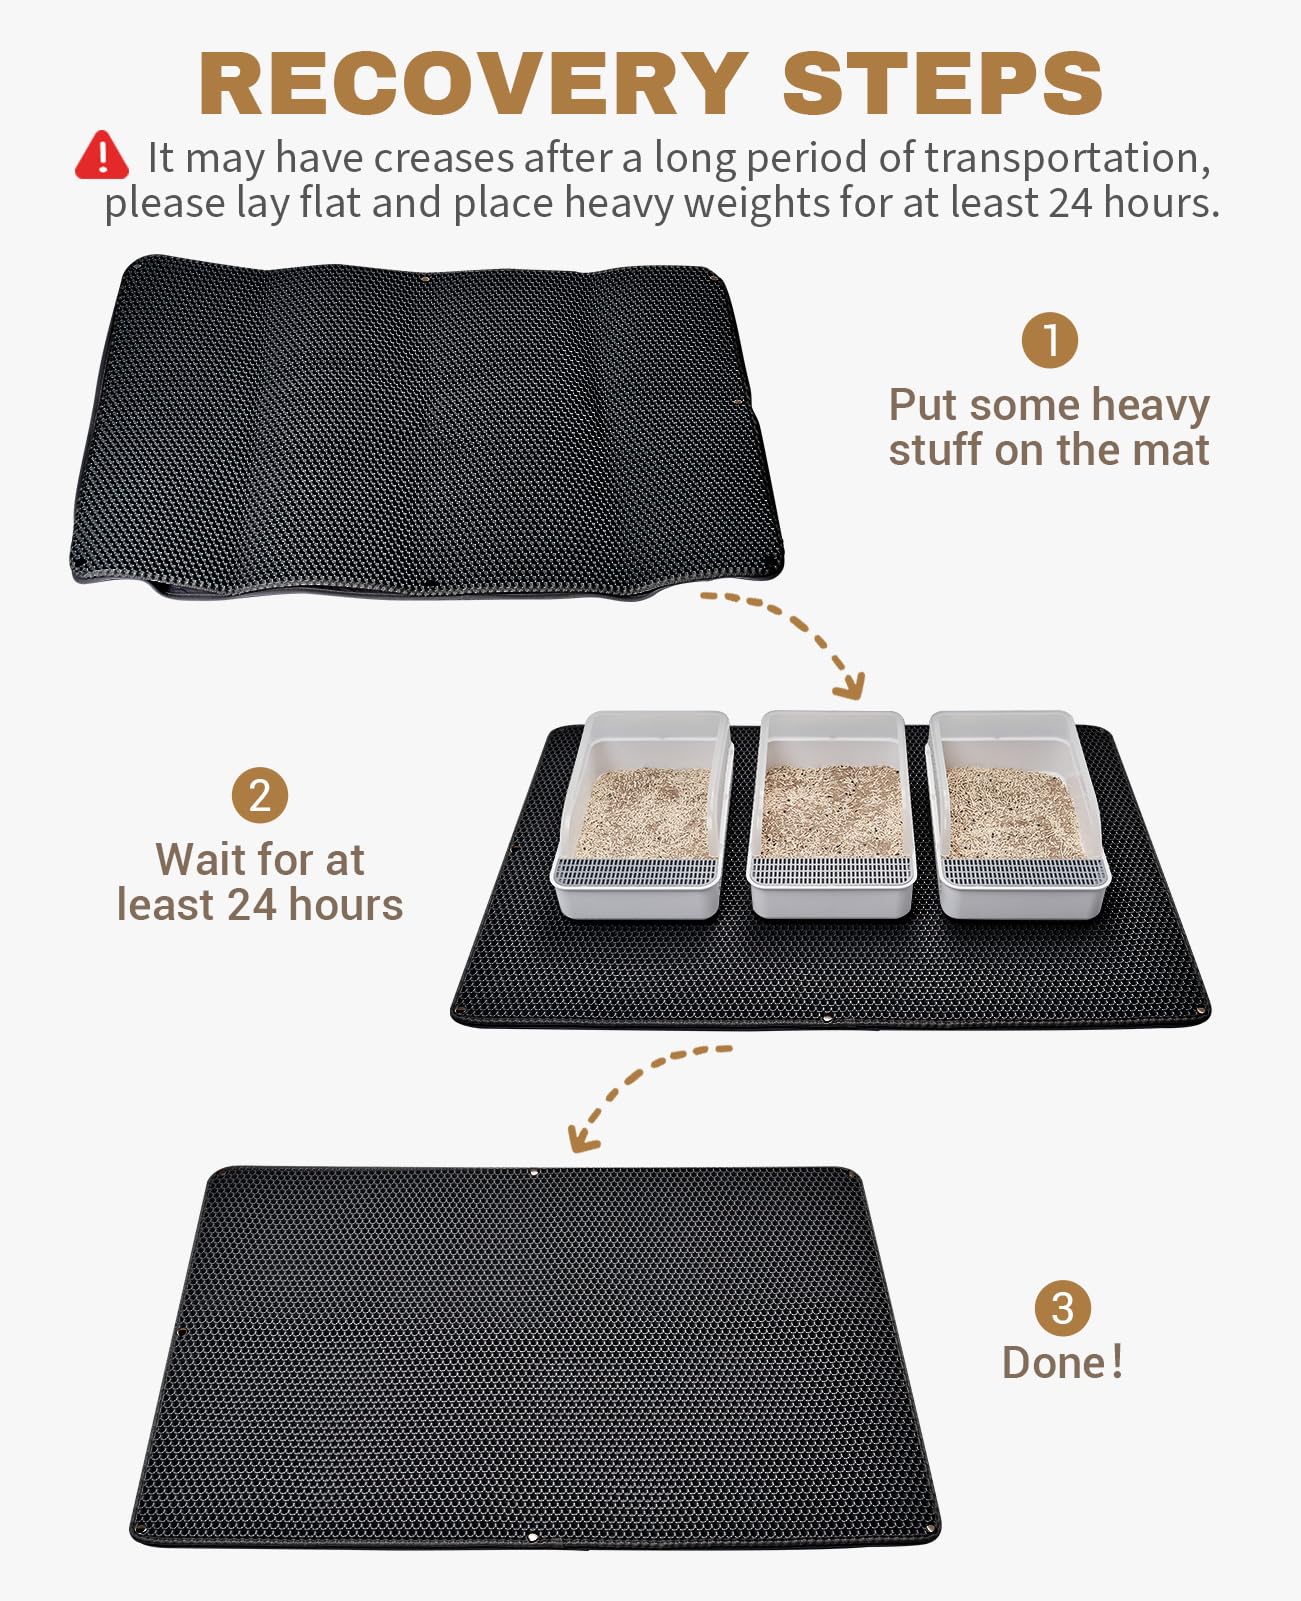 RECOVERY STEPS
It may have creases after a long period of transportation,
please lay flat and place heavy weights for at least 24 hours.
1
Put some heavy
stuff on the mat
2
Wait for at
least 24 hours
3
Done!